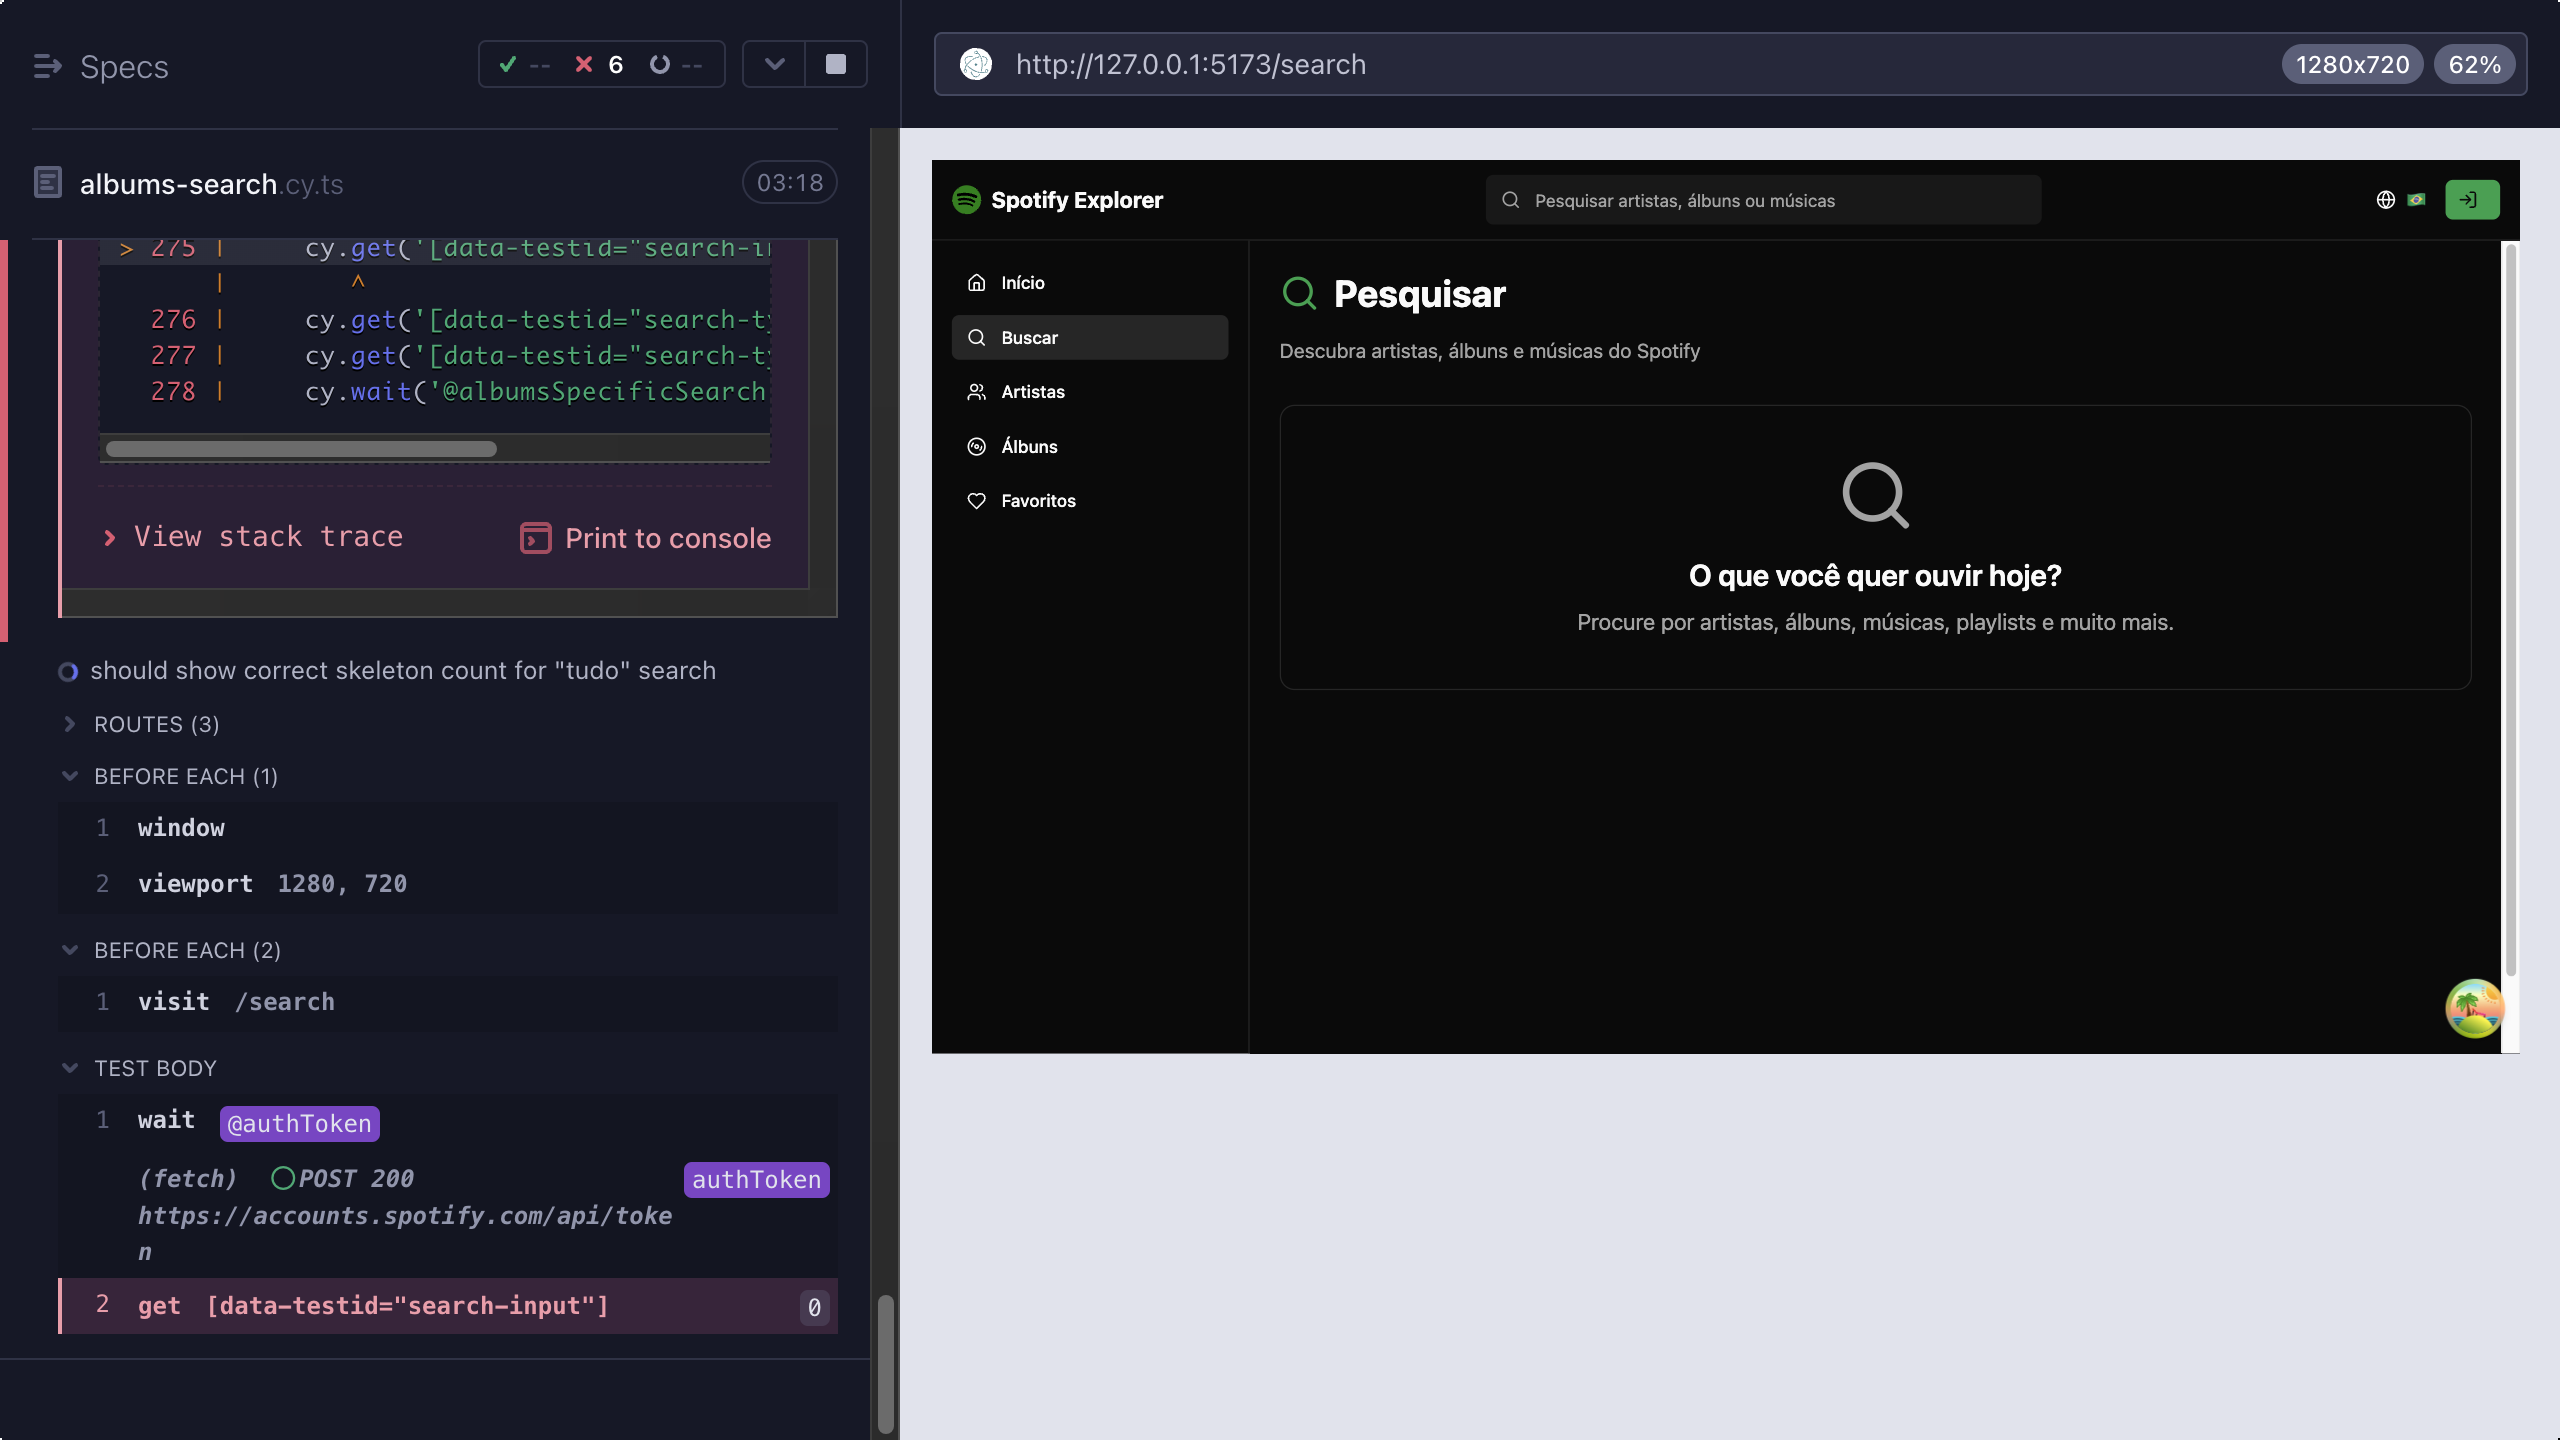 Specs
-- 6 --
albums-search.cy.ts
03:18
> 275 | cy.get('[data-testid="search-i
| ^
276 | cy.get('[data-testid="search-ty
277 | cy.get('[data-testid="search-ty
278 | cy.wait('@albumsSpecificSearch
View stack trace
Print to console
should show correct skeleton count for "tudo" search
ROUTES (3)
BEFORE EACH (1)
1 window
2 viewport 1280, 720
BEFORE EACH (2)
1 visit /search
TEST BODY
1 wait @authToken
(fetch) POST 200 authToken
https://accounts.spotify.com/api/toke
n
2 get [data-testid="search-input"] 0
http://127.0.0.1:5173/search
1280x720
62%
Spotify Explorer
Pesquisar artistas, álbuns ou músicas
Início
Buscar
Artistas
Álbuns
Favoritos
Pesquisar
Descubra artistas, álbuns e músicas do Spotify
O que você quer ouvir hoje?
Procure por artistas, álbuns, músicas, playlists e muito mais.